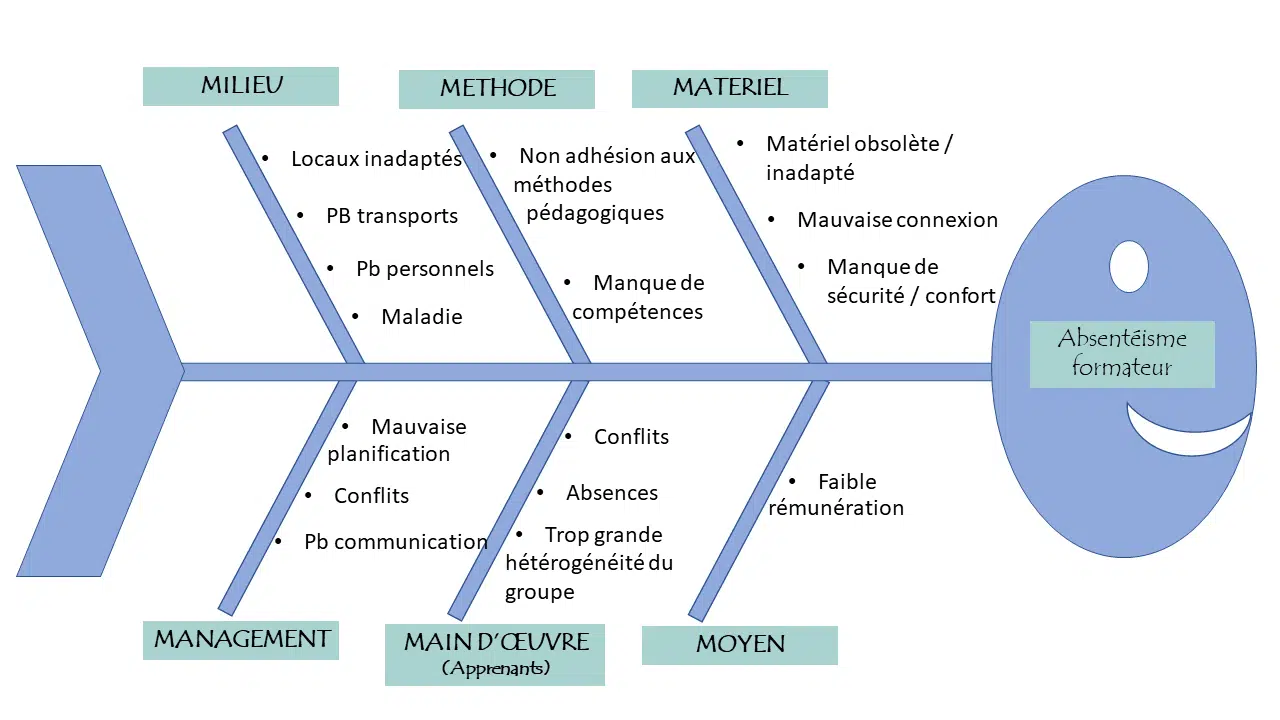 MILIEU
METHODE
MATERIEL
• Locaux inadaptés
• PB transports
• Pb personnels
• Maladie
• Non adhésion aux
méthodes
pédagogiques
• Manque de
compétences
• Matériel obsolète /
inadapté
• Mauvaise connexion
• Manque de
sécurité / confort
Absentéisme
formateur
• Mauvaise
planification
• Conflits
• Pb communication
• Conflits
• Absences
• Trop grande
hétérogénéité du
groupe
• Faible
rémunération
MANAGEMENT
MAIN D'ŒUVRE
(Apprenants)
MOYEN